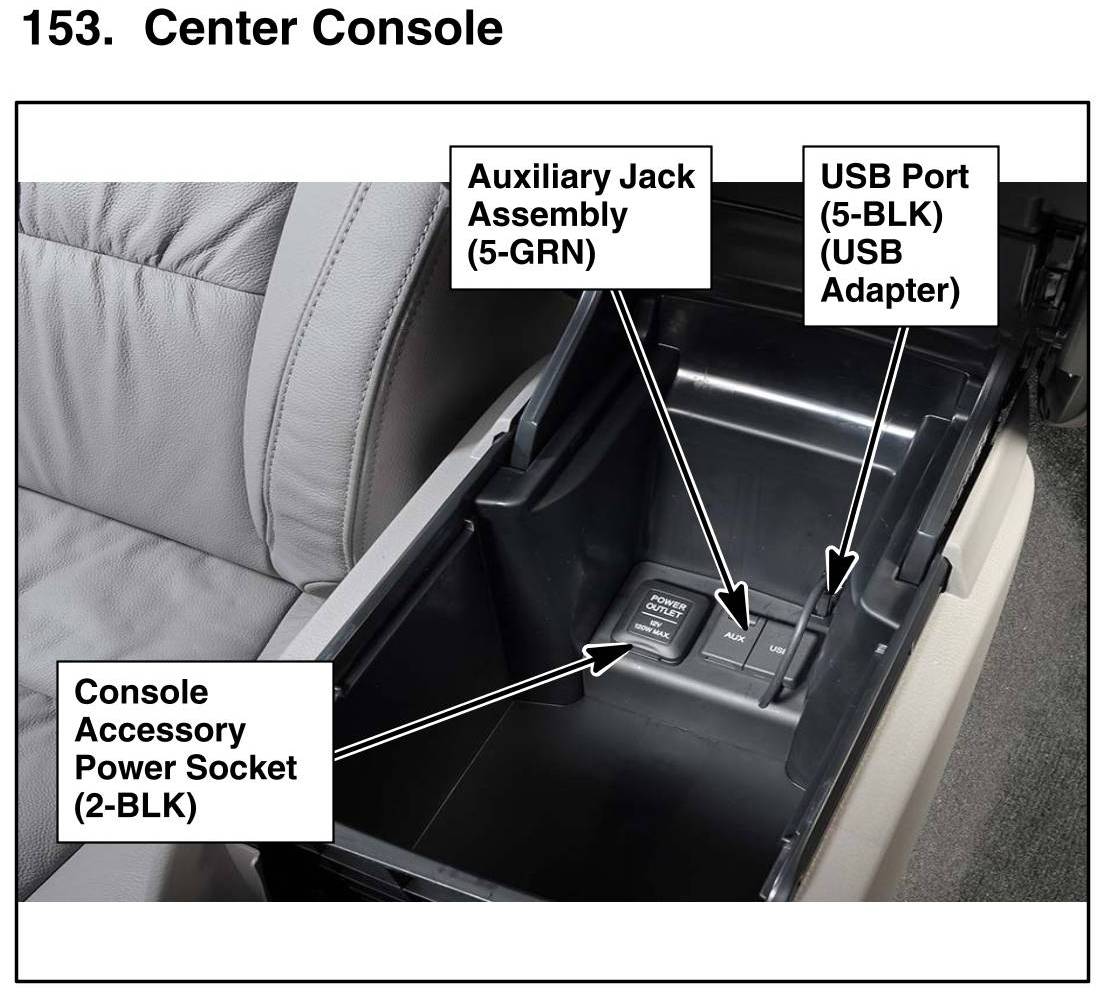 153. Center Console
Auxiliary Jack
Assembly
(5-GRN)
USB Port
(5-BLK)
(USB
Adapter)
POWER
OUTLET
12V
120W MAX.
AUX
USB
Console
Accessory
Power Socket
(2-BLK)